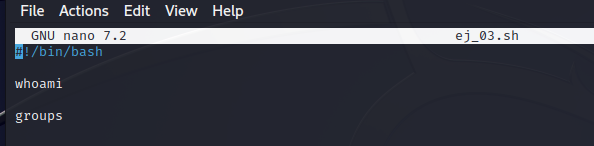 File Actions Edit View Help
GNU nano 7.2 ej_03.sh
#!/bin/bash
whoami
groups